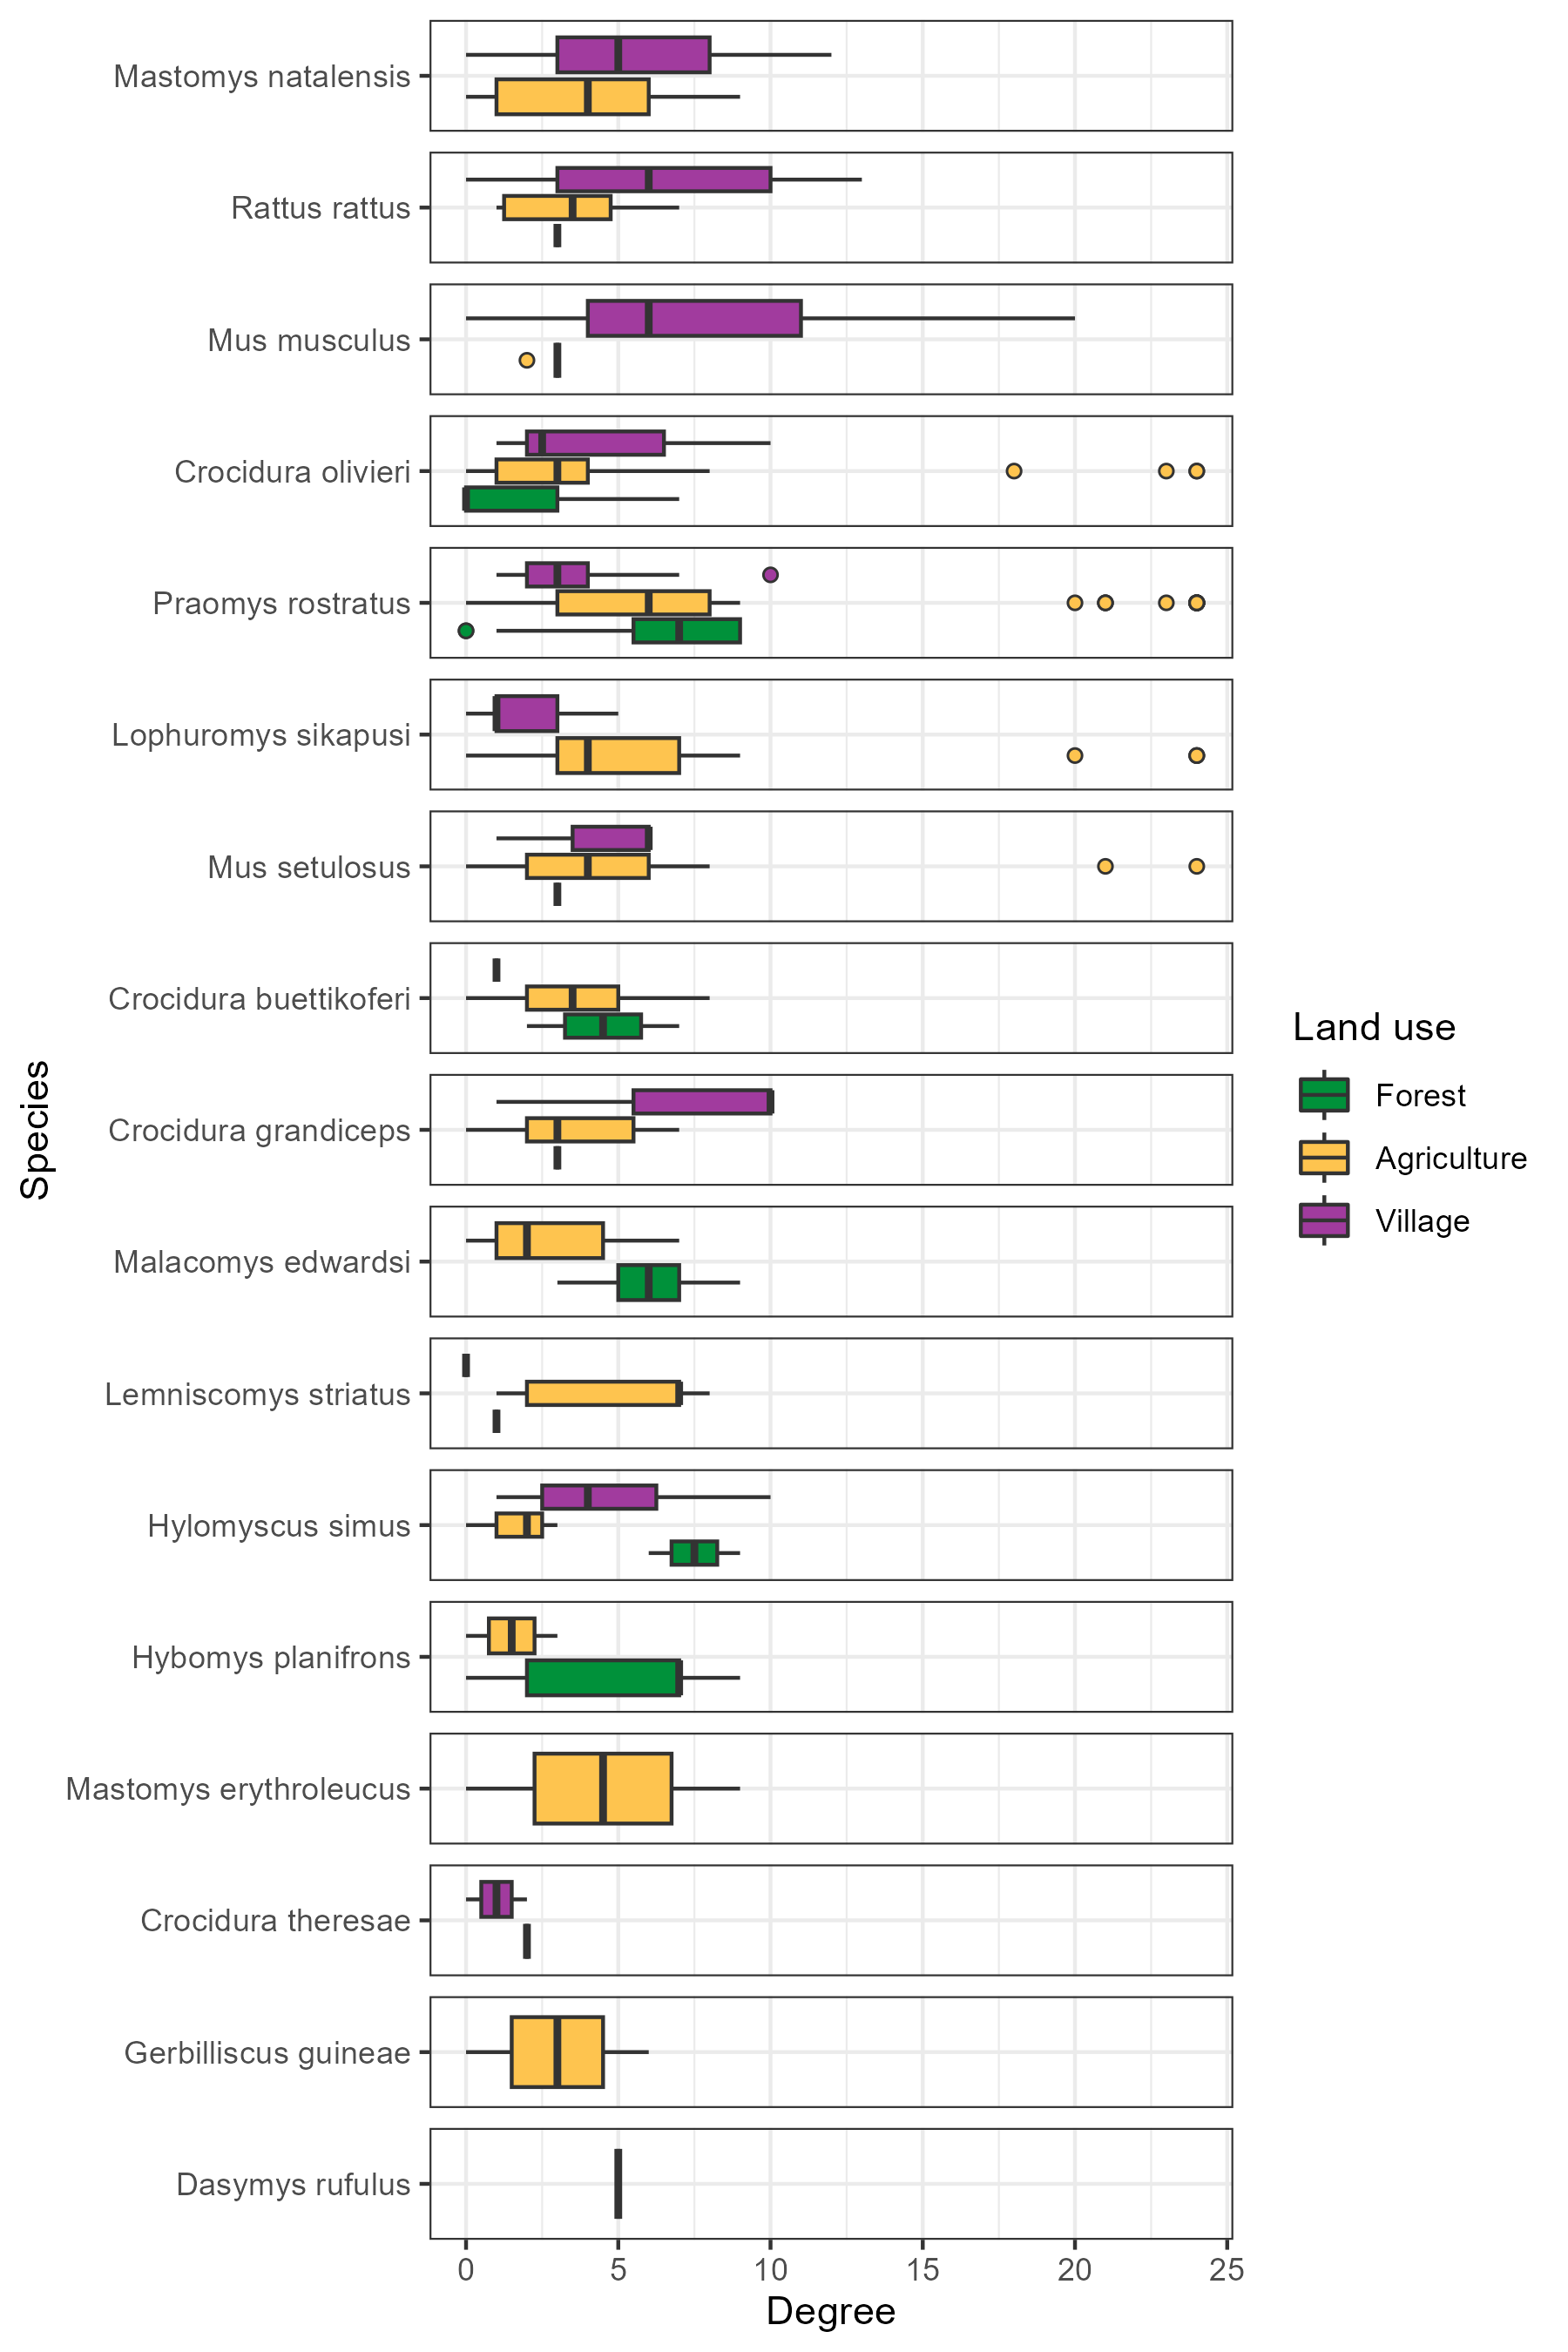 Mastomys natalensis
Rattus rattus
Mus musculus
Crocidura olivieri
Praomys rostratus
Lophuromys sikapusi
Mus setulosus
Crocidura buettikoferi
Crocidura grandiceps
Malacomys edwardsi
Lemniscomys striatus
Hylomyscus simus
Hybomys planifrons
Mastomys erythroleucus
Crocidura theresae
Gerbilliscus guineae
Dasymys rufulus
Species
0 5 10 15 20 25
Degree
Land use
Forest
Agriculture
Village